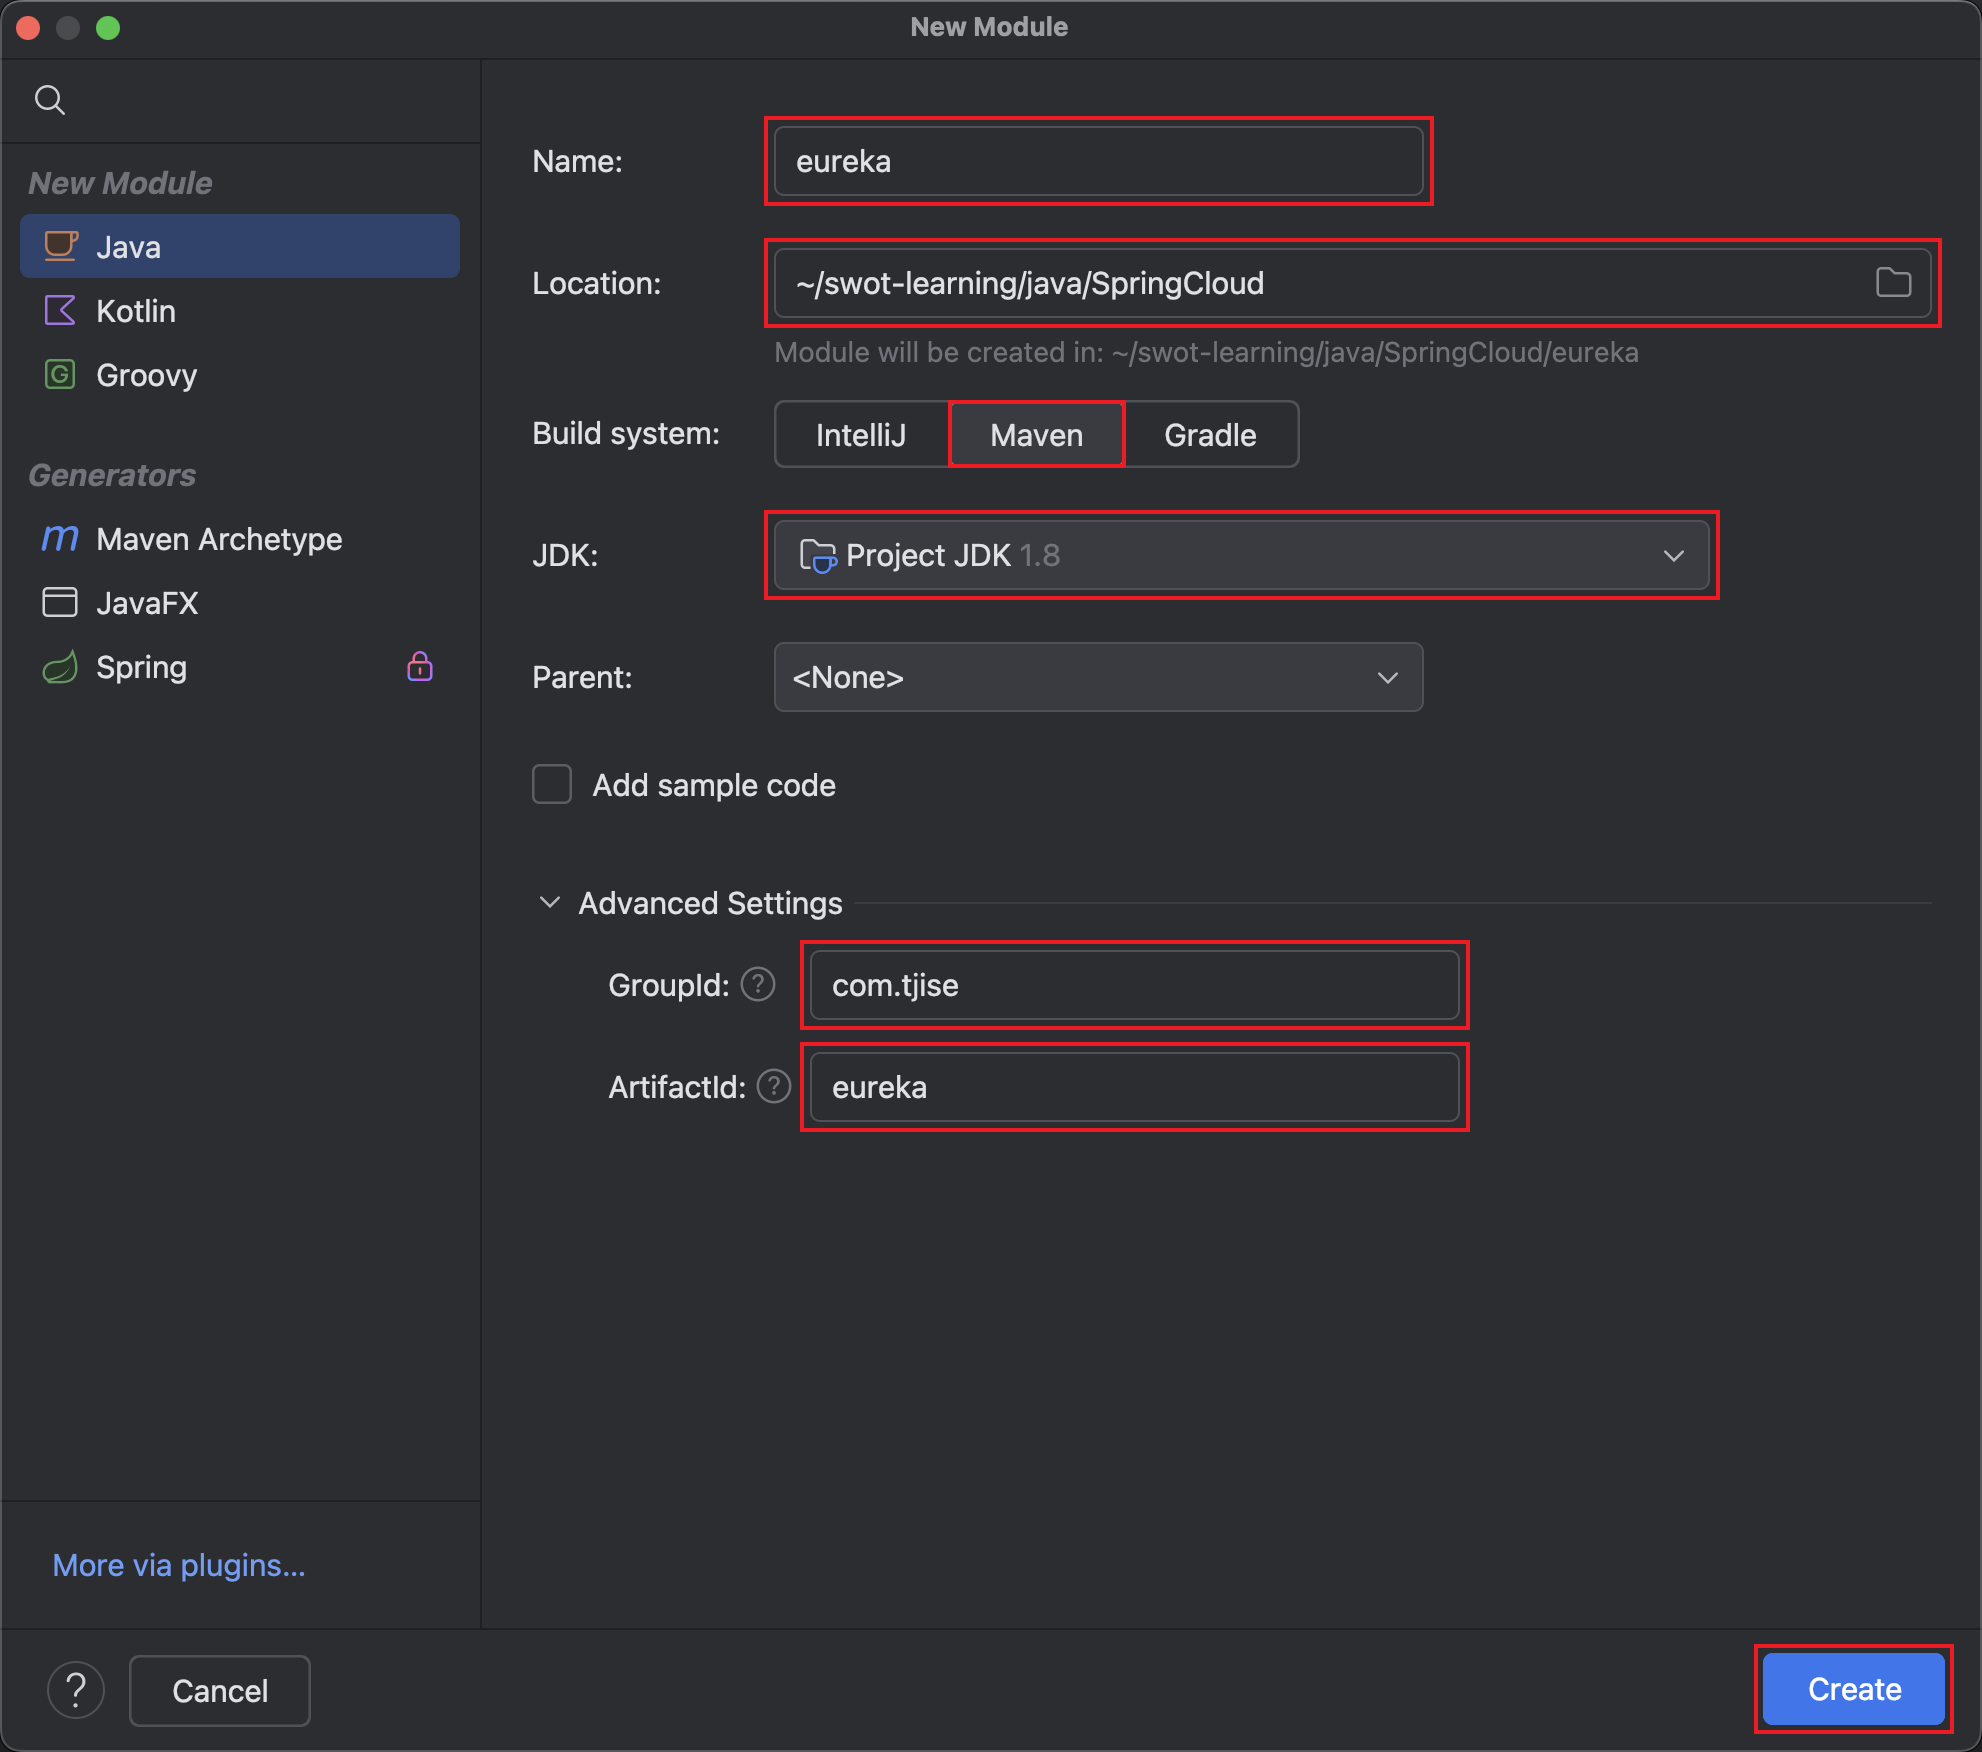 New Module
New Module
Java
Kotlin
Groovy
Generators
Maven Archetype
JavaFX
Spring
More via plugins...
Name:
eureka
Location:
~/swot-learning/java/SpringCloud
Module will be created in: ~/swot-learning/java/SpringCloud/eureka
Build system:
IntelliJ
Maven
Gradle
JDK:
Project JDK 1.8
Parent:
<None>
Add sample code
Advanced Settings
GroupId:
com.tjise
ArtifactId:
eureka
Cancel
Create